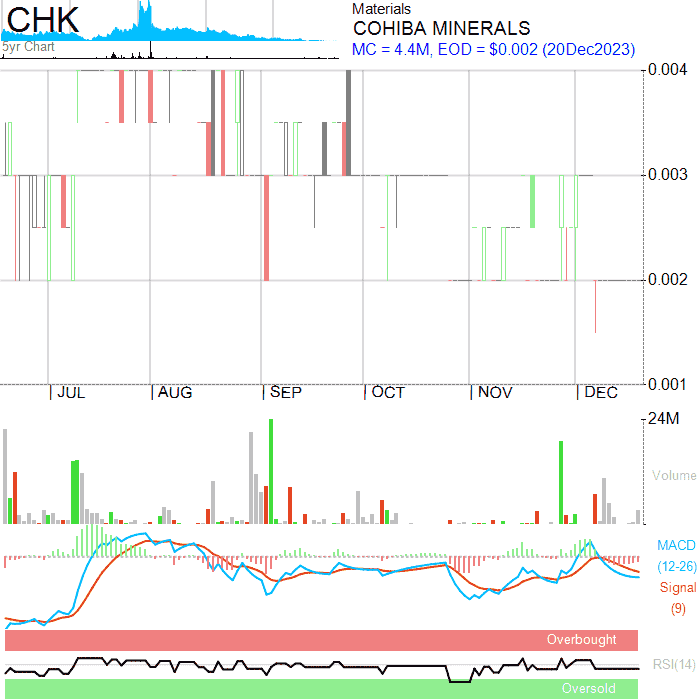 CHK
5yr Chart
Materials
COHIBA MINERALS
MC = 4.4M, EOD = $0.002 (20Dec2023)
0.004
0.003
0.002
0.001
JUL AUG SEP OCT NOV DEC
24M
Volume
MACD
(12-26)
Signal
(9)
Overbought
RSI(14)
Oversold